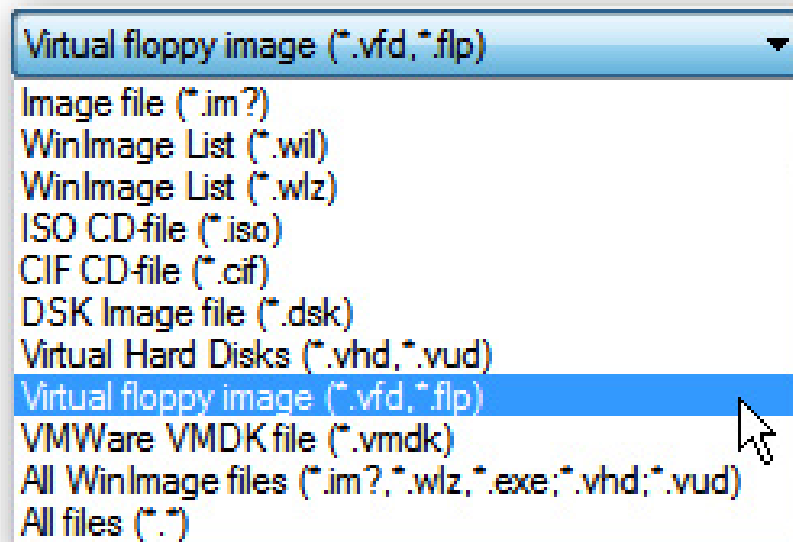 Virtual floppy image (*.vfd,*.flp)
Image file (*.im?)
WinImage List (*.wil)
WinImage List (*.wlz)
ISO CD-file (*.iso)
CIF CD-file (*.cif)
DSK Image file (*.dsk)
Virtual Hard Disks (*.vhd,*.vud)
Virtual floppy image (*.vfd,*.flp)
VMWare VMDK file (*.vmdk)
All WinImage files (*.im?,*.wlz,*.exe;*.vhd;*.vud)
All files (*.*)